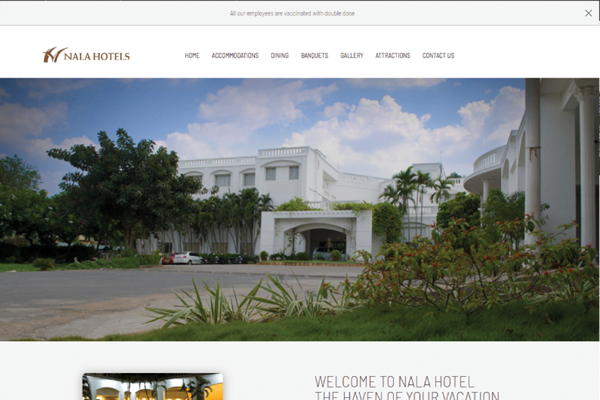 All our employees are vaccinated with double dose
NALA HOTELS
HOME ACCOMMODATIONS DINING BANQUETS GALLERY ATTRACTIONS CONTACT US
WELCOME TO NALA HOTEL
THE HAVEN OF YOUR VACATION